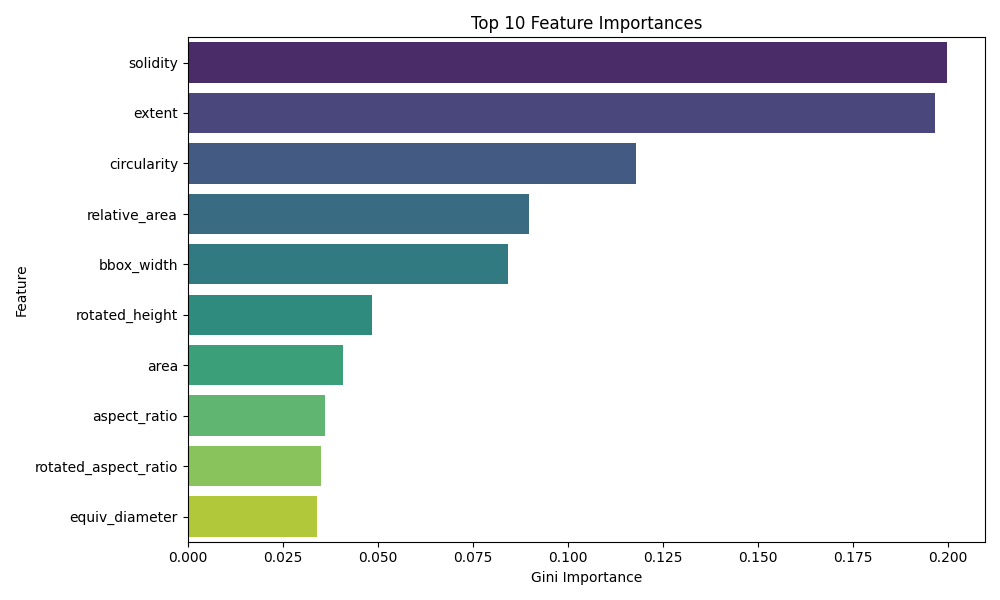 Top 10 Feature Importances
Feature
solidity
extent
circularity
relative_area
bbox_width
rotated_height
area
aspect_ratio
rotated_aspect_ratio
equiv_diameter
0.000 0.025 0.050 0.075 0.100 0.125 0.150 0.175 0.200
Gini Importance